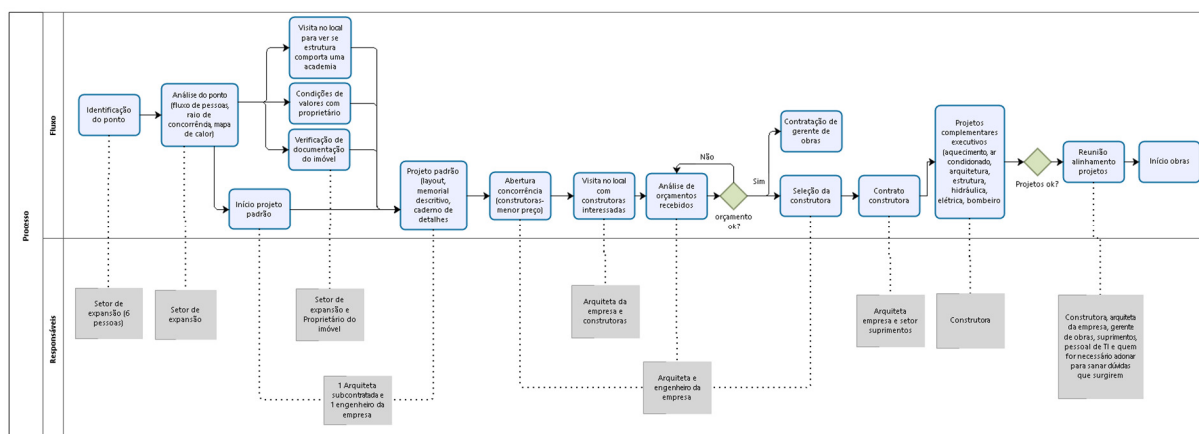 Processo
Fluxo
Responsáveis
Identificação
do ponto
Análise do ponto
(fluxo de pessoas,
raio de
concorrência, mapa
de calor)
Visita no local
para ver se
estrutura
comporta uma
academia
Condições de
valores com
proprietário
Verificação de
documentação
do imóvel
Início projeto
padrão
Projeto padrão
(layout, memorial
descritivo,
caderno de
detalhes
Abertura
concorrência
(construtoras-
menor preço)
Visita no local
com
construtoras
interessadas
Análise de
orçamentos
recebidos
Não
orçamento
ok?
Sim
Contratação de
gerente de
obras
Seleção da
construtora
Contrato
construtora
Projetos
complementares
executivos
(aquecimento, ar
condicionado,
arquitetura,
estrutura,
hidráulica,
elétrica, bombeiro
Projetos ok?
Reunião
alinhamento
projetos
Início obras
Setor de
expansão (6
pessoas)
Setor de
expansão
Setor de
expansão e
Proprietário do
imóvel
1 Arquiteta
subcontratada e
1 engenheiro da
empresa
Arquiteta da
empresa e
construtoras
Arquiteta e
engenheiro da
empresa
Arquiteta
empresa e setor
suprimentos
Construtora
Construtora, arquiteta
da empresa, gerente
de obras, suprimentos,
pessoal de TI e quem
for necessário adionar
para sanar dúvidas
que surgirem